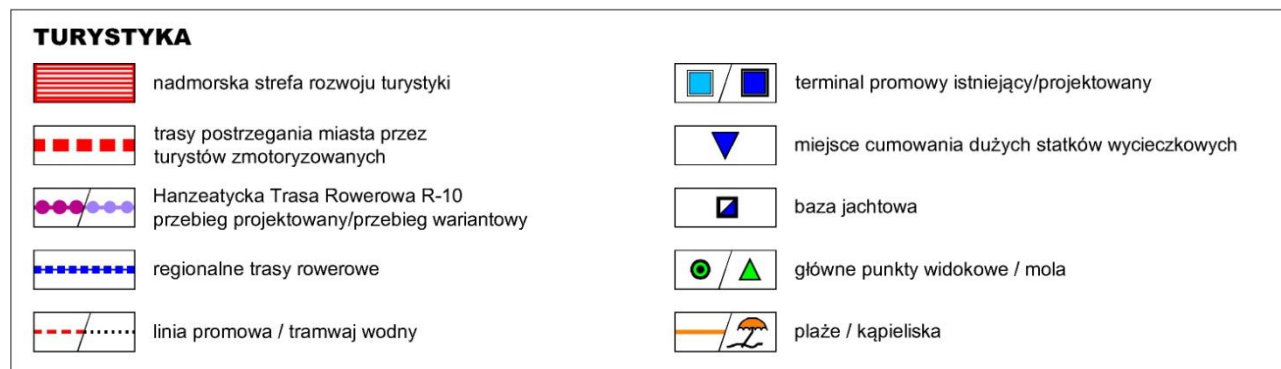 TURYSTYKA
nadmorska strefa rozwoju turystyki
trasy postrzegania miasta przez
turystów zmotoryzowanych
Hanzeatycka Trasa Rowerowa R-10
przebieg projektowany/przebieg wariantowy
regionalne trasy rowerowe
linia promowa / tramwaj wodny
terminal promowy istniejący/projektowany
miejsce cumowania dużych statków wycieczkowych
baza jachtowa
główne punkty widokowe / mola
plaże / kąpieliska